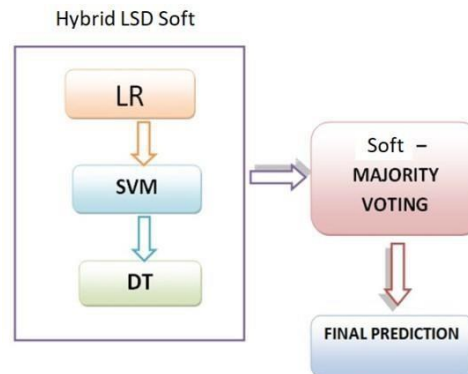 Hybrid LSD Soft
LR
SVM
DT
Soft –
MAJORITY
VOTING
FINAL PREDICTION